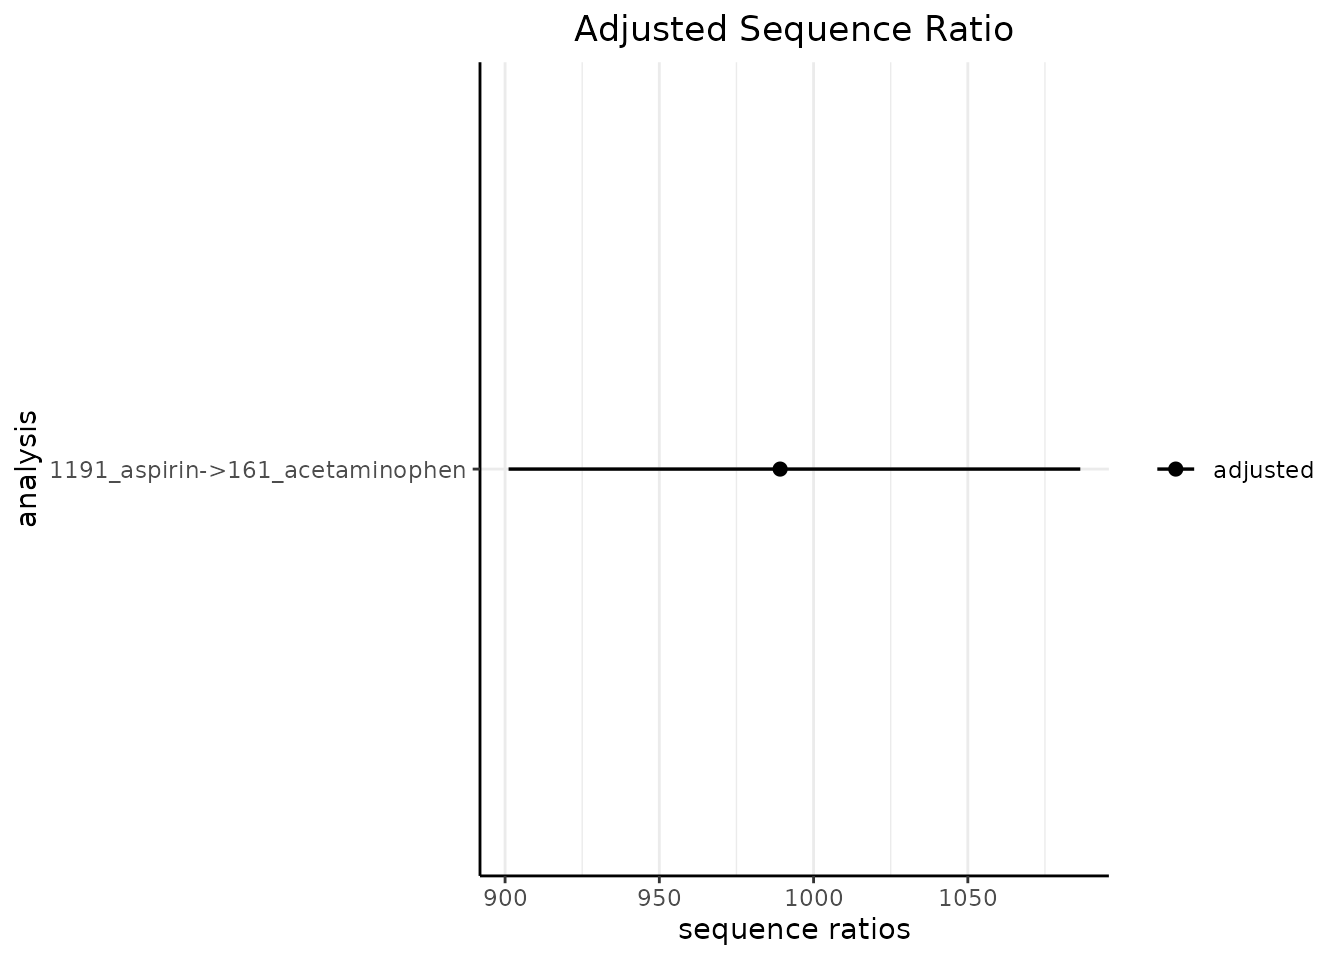 Adjusted Sequence Ratio
analysis
1191_aspirin->161_acetaminophen
adjusted
900 950 1000 1050
sequence ratios